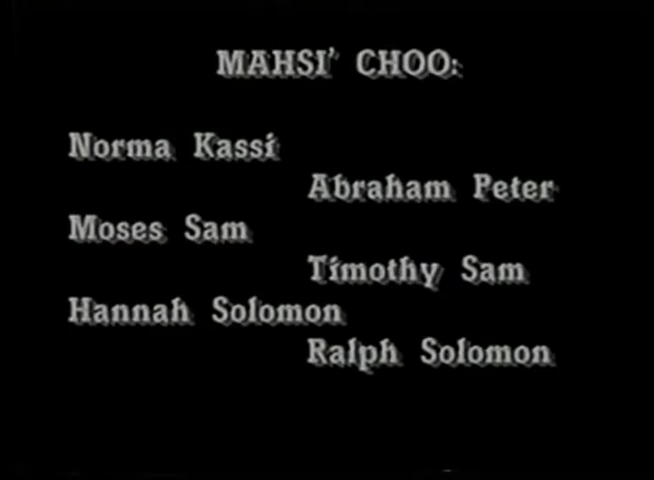 MAHSI' CHOO:
Norma Kassi
Abraham Peter
Moses Sam
Timothy Sam
Hannah Solomon
Ralph Solomon